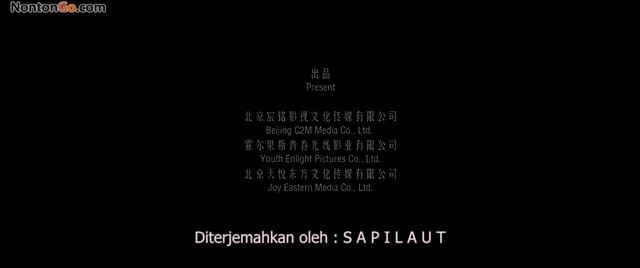 NontonGo.com
出品
Present
北京宸铭影视文化传媒有限公司
Beijing C2M Media Co., Ltd.
霍尔果斯青春光线影业有限公司
Youth Enlight Pictures Co., Ltd.
北京天悦东方文化传媒有限公司
Joy Eastern Media Co., Ltd.
Diterjemahkan oleh : S A P I L A U T